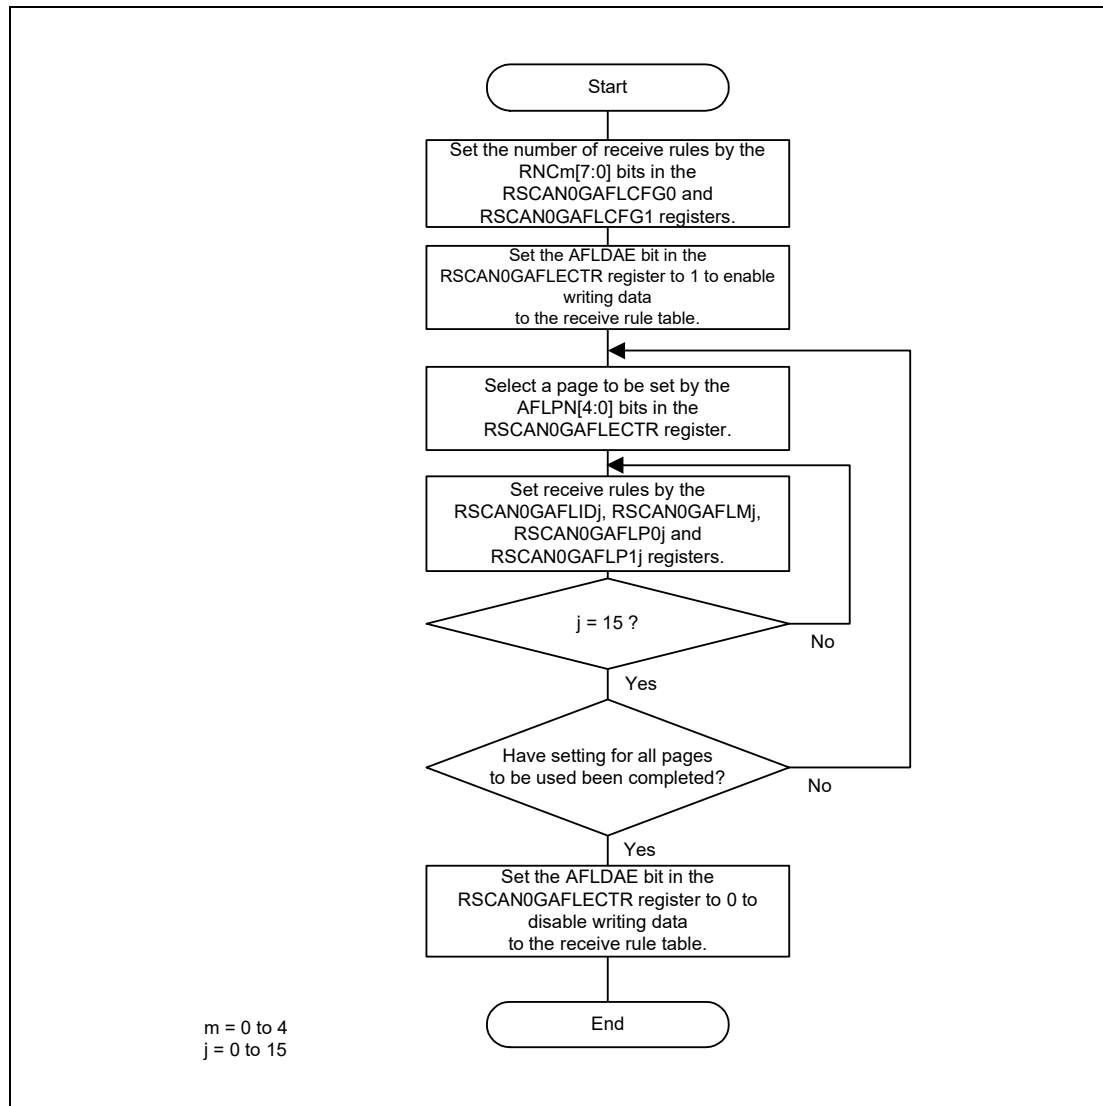 Start
Set the number of receive rules by the
RNCm[7:0] bits in the
RSCAN0GAFLCFG0 and
RSCAN0GAFLCFG1 registers.
Set the AFLDAE bit in the
RSCAN0GAFLECTR register to 1 to enable
writing data
to the receive rule table.
Select a page to be set by the
AFLPN[4:0] bits in the
RSCAN0GAFLECTR register.
Set receive rules by the
RSCAN0GAFLIDj, RSCAN0GAFLMj,
RSCAN0GAFLP0j and
RSCAN0GAFLP1j registers.
j = 15 ?
No
Yes
Have setting for all pages
to be used been completed?
No
Yes
Set the AFLDAE bit in the
RSCAN0GAFLECTR register to 0 to
disable writing data
to the receive rule table.
End
m = 0 to 4
j = 0 to 15